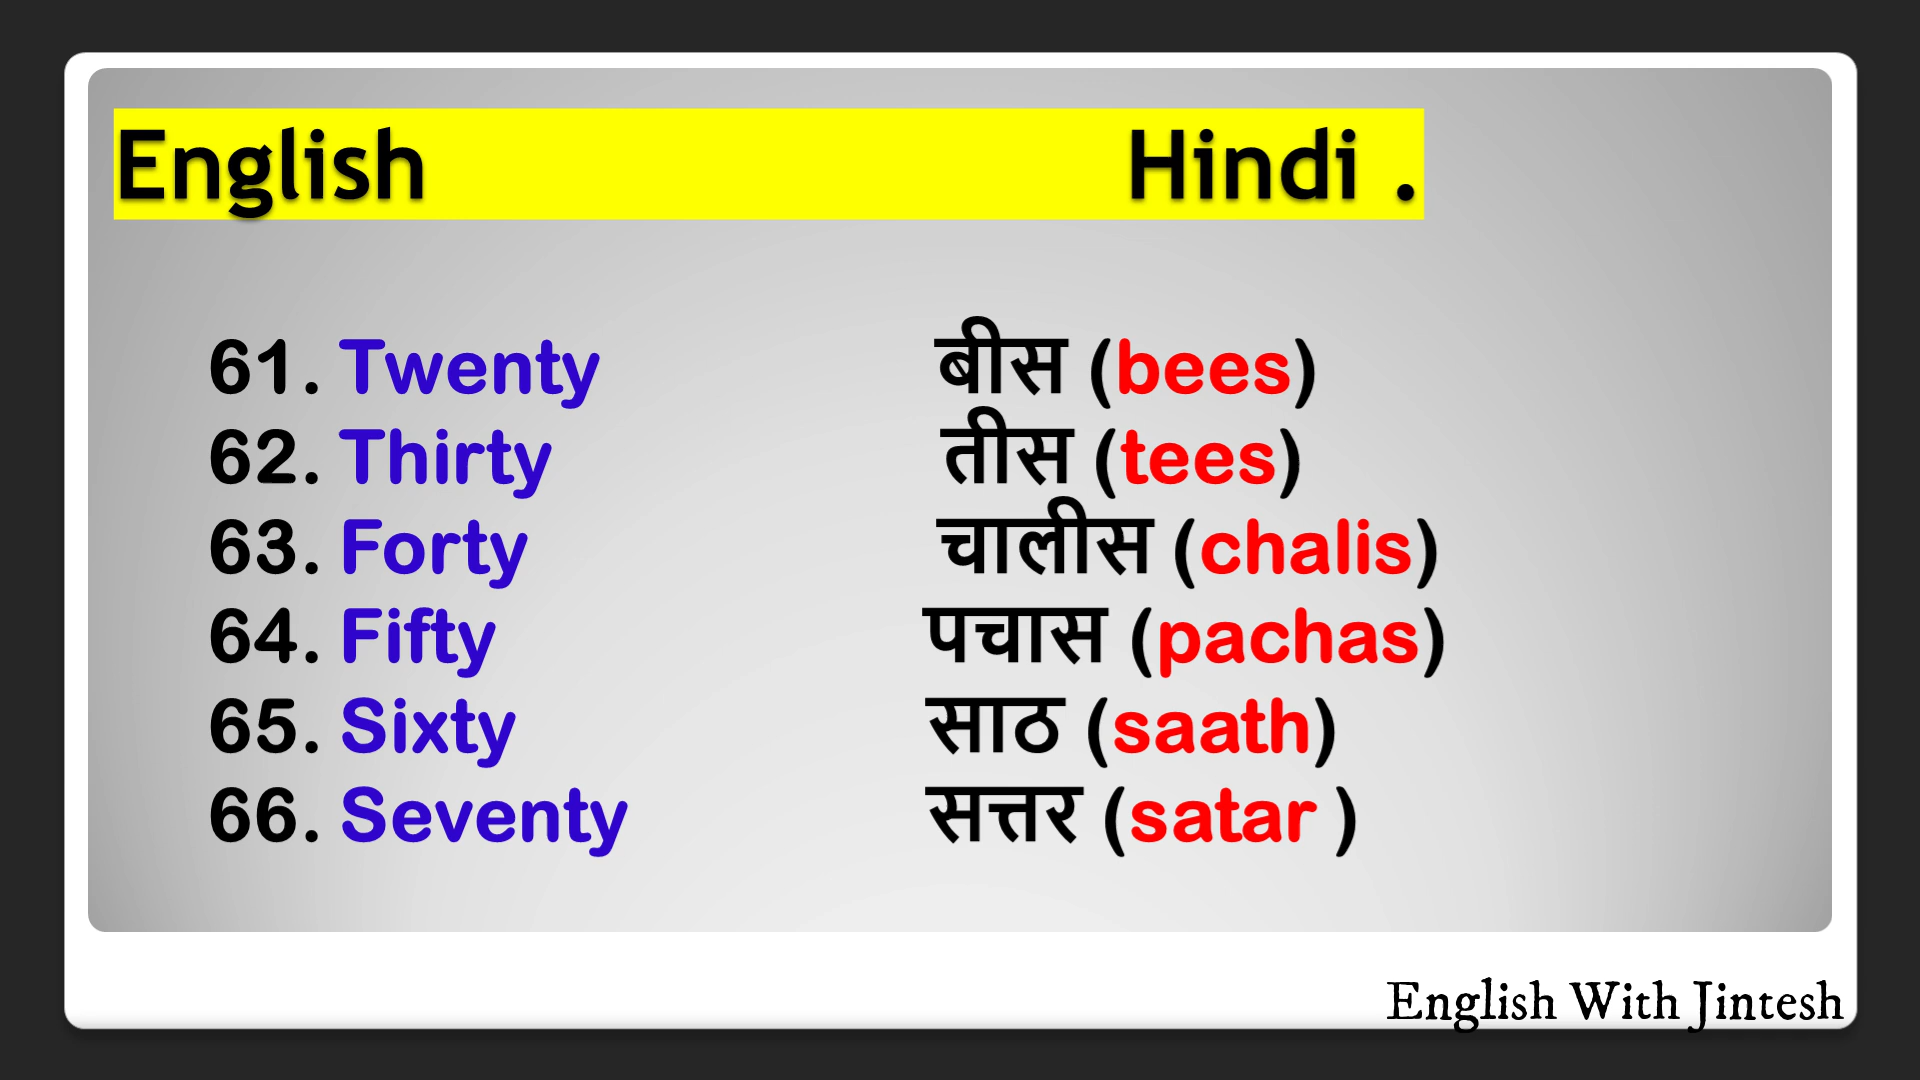 English Hindi .
61. Twenty बीस (bees)
62. Thirty तीस (tees)
63. Forty चालीस (chalis)
64. Fifty पचास (pachas)
65. Sixty साठ (saath)
66. Seventy सत्तर (satar )
English With Jintesh